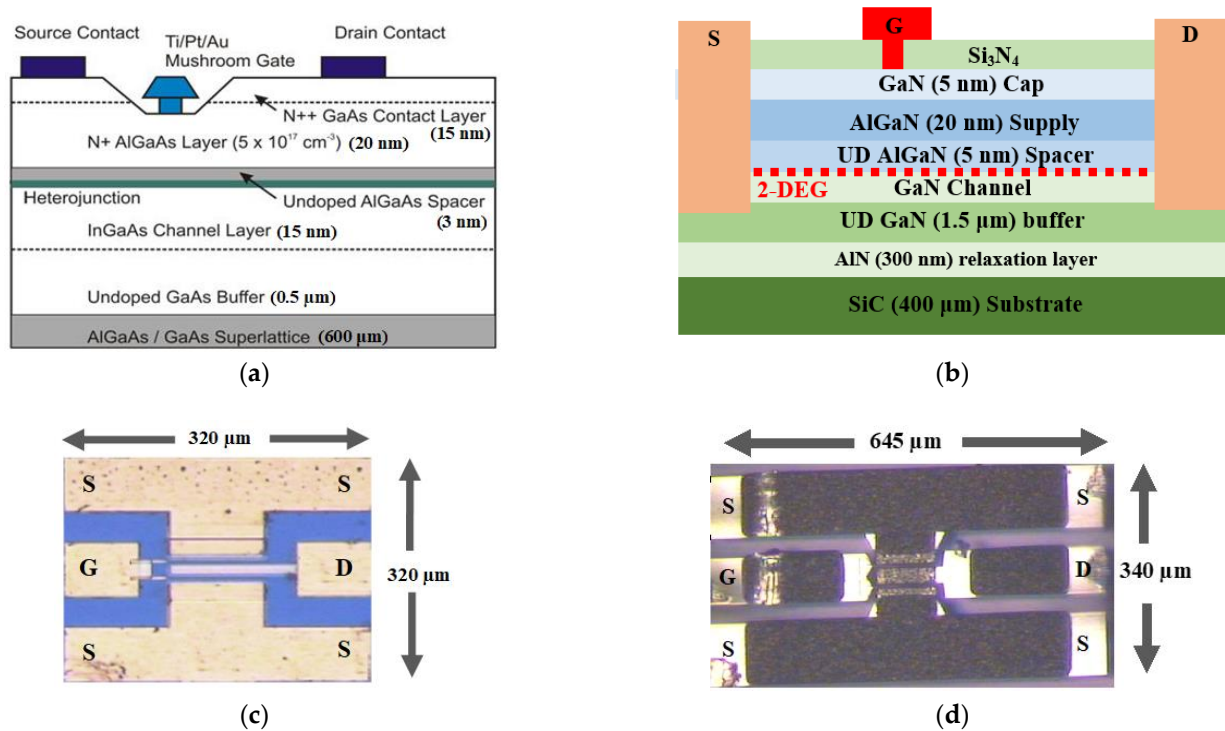 (a)
Source Contact
Ti/Pt/Au
Mushroom Gate
Drain Contact
N++ GaAs Contact Layer
(15 nm)
N+ AlGaAs Layer (5 x 10¹⁷ cm⁻³) (20 nm)
Heterojunction
Undoped AlGaAs Spacer
(3 nm)
InGaAs Channel Layer (15 nm)
Undoped GaAs Buffer (0.5 µm)
AlGaAs / GaAs Superlattice (600 µm)
(b)
S
G
D
Si₃N₄
GaN (5 nm) Cap
AlGaN (20 nm) Supply
UD AlGaN (5 nm) Spacer
2-DEG
GaN Channel
UD GaN (1.5 µm) buffer
AlN (300 nm) relaxation layer
SiC (400 µm) Substrate
(c)
320 µm
S
S
G
D
320 µm
S
S
(d)
645 µm
S
S
G
D
340 µm
S
S